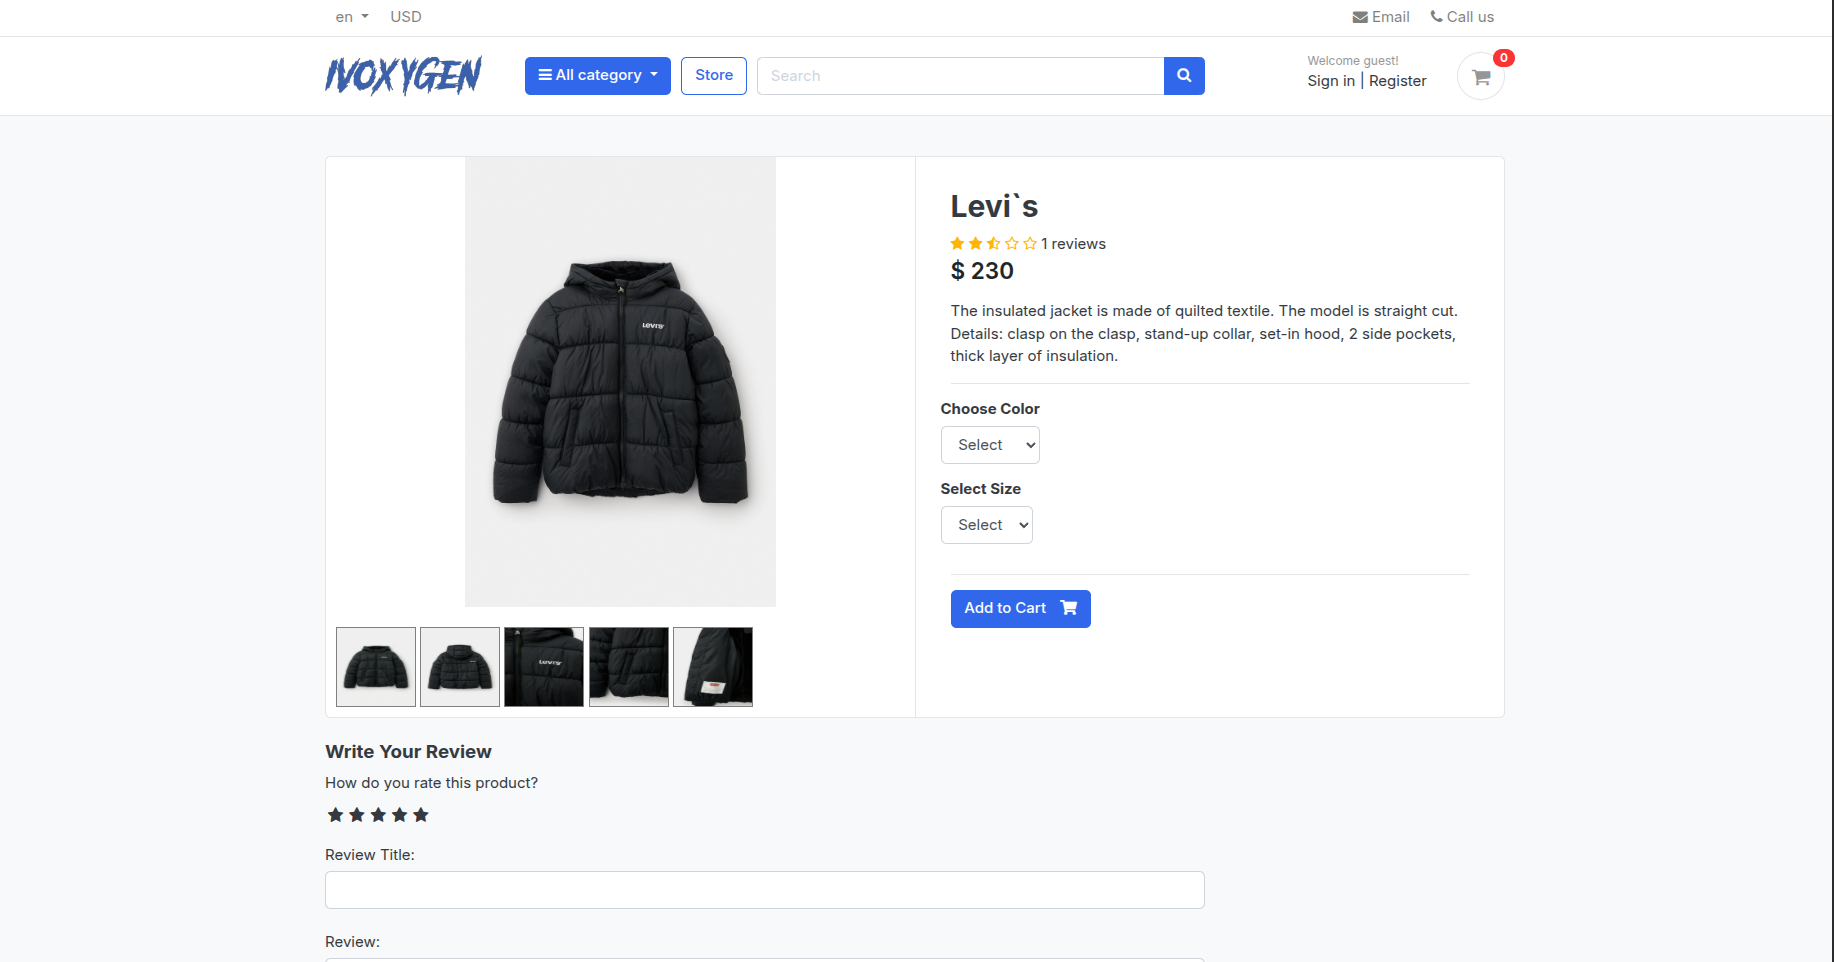 en USD Email Call us
IVOXYGEN All category Store Search Welcome guest! Sign in | Register 0
Levi`s
1 reviews
$ 230
The insulated jacket is made of quilted textile. The model is straight cut.
Details: clasp on the clasp, stand-up collar, set-in hood, 2 side pockets,
thick layer of insulation.
Choose Color
Select
Select Size
Select
Add to Cart
Levi's
Levi's
Write Your Review
How do you rate this product?
Review Title:
Review: